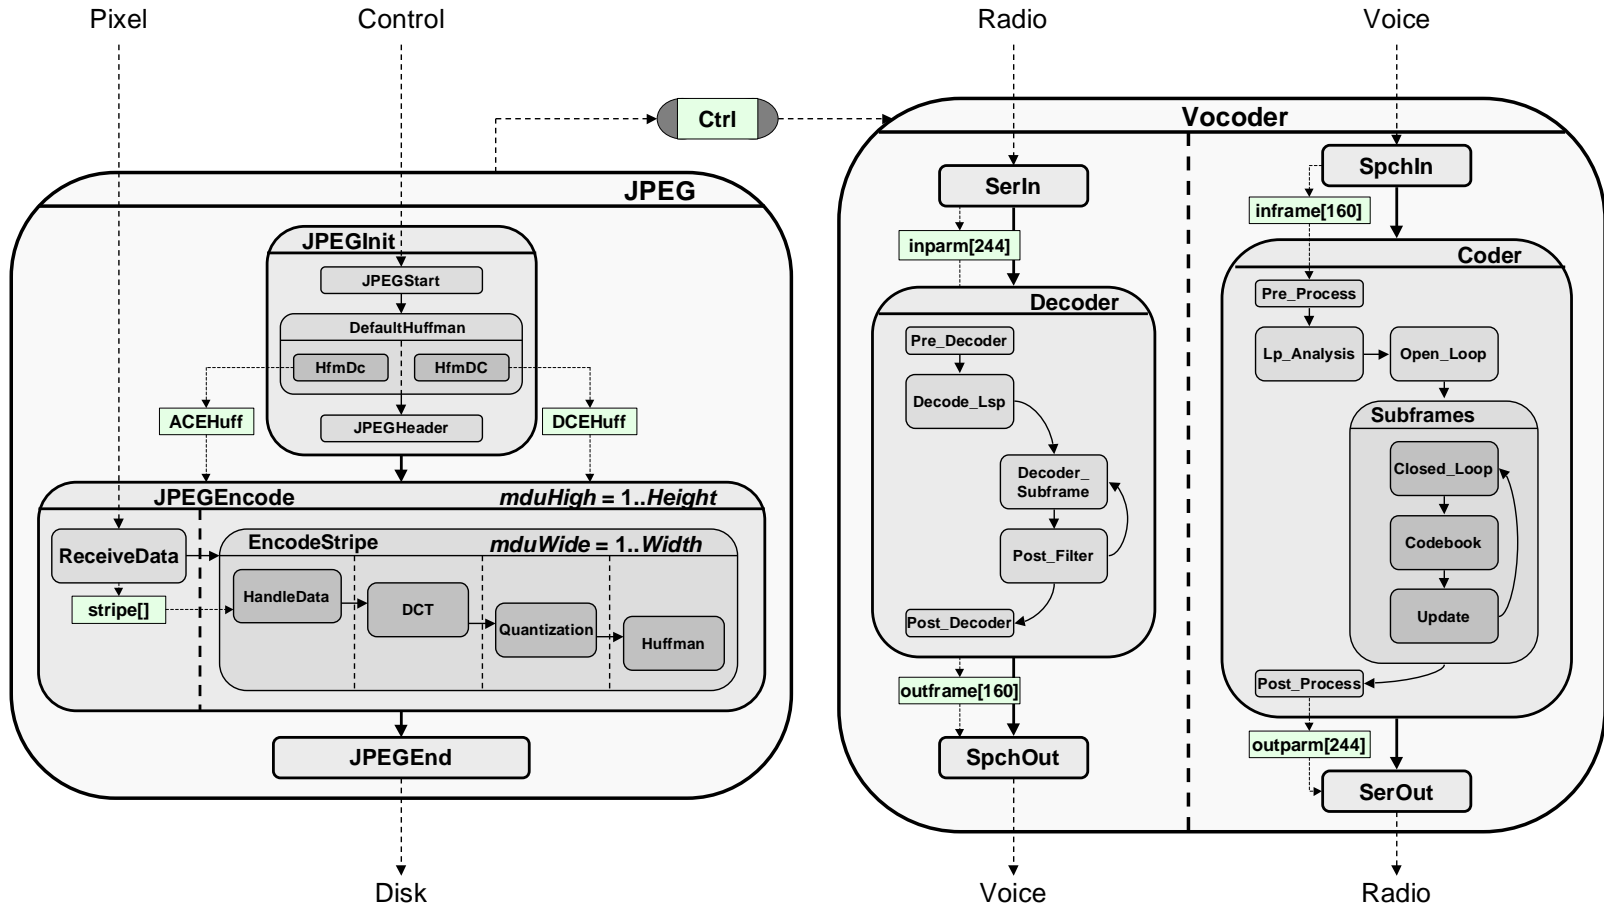 Pixel
Control
Radio
Voice
Ctrl
Vocoder
JPEG
JPEGInit
JPEGStart
DefaultHuffman
HfmDc
HfmDC
JPEGHeader
ACEHuff
DCEHuff
JPEGEncode
mduHigh = 1..Height
ReceiveData
stripe[]
EncodeStripe
mduWide = 1..Width
HandleData
DCT
Quantization
Huffman
JPEGEnd
Disk
SerIn
inparm[244]
Decoder
Pre_Decoder
Decode_Lsp
Decoder_
Subframe
Post_Filter
Post_Decoder
outframe[160]
SpchOut
Voice
SpchIn
inframe[160]
Coder
Pre_Process
Lp_Analysis
Open_Loop
Subframes
Closed_Loop
Codebook
Update
Post_Process
outparm[244]
SerOut
Radio